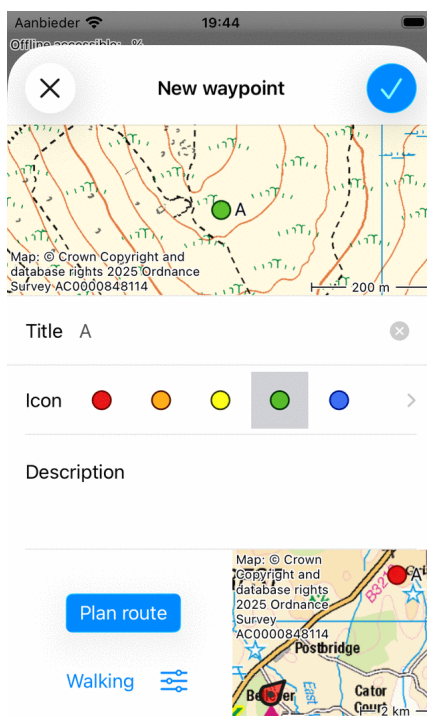 Aanbieder 19:44
Offline accessible: %
New waypoint
A
Map: © Crown Copyright and
database rights 2025 Ordnance
Survey AC0000848114
200 m
Title A
Icon
Description
Plan route
Walking
Map: © Crown
Copyright and
database rights
2025 Ordnance
Survey
AC0000848114
B321
A
Postbridge
East
Cator
Court
2 km